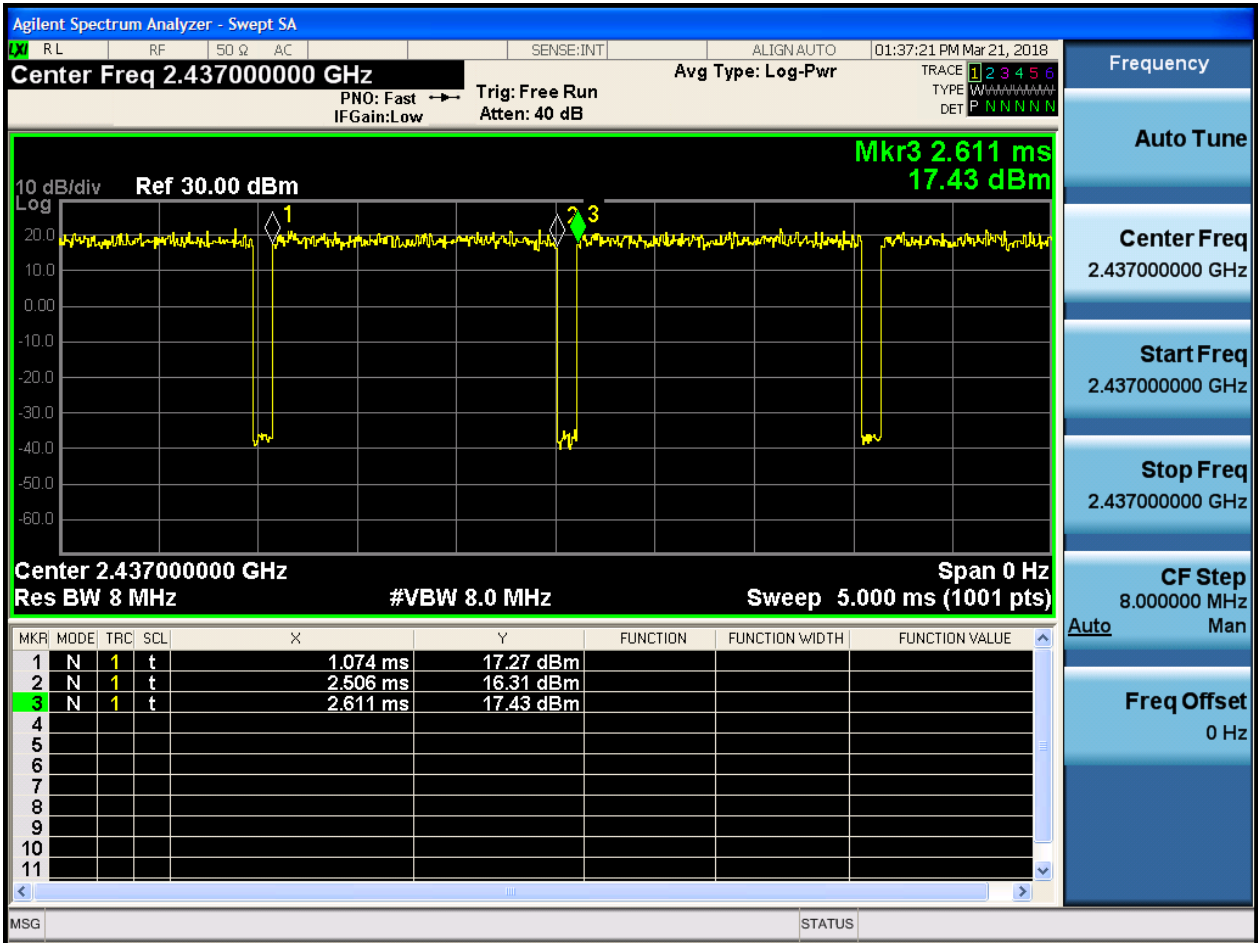 Agilent Spectrum Analyzer - Swept SA
LXI RL RF 50 Ω AC SENSE:INT ALIGN AUTO 01:37:21 PM Mar 21, 2018
Center Freq 2.437000000 GHz
PNO: Fast
IFGain:Low
Trig: Free Run
Atten: 40 dB
Avg Type: Log-Pwr
TRACE 1 2 3 4 5 6
TYPE WWWWWW
DET P N N N N N
Mkr3 2.611 ms
17.43 dBm
10 dB/div Ref 30.00 dBm
Log
20.0
10.0
0.00
-10.0
-20.0
-30.0
-40.0
-50.0
-60.0
1
2
3
Center 2.437000000 GHz Span 0 Hz
Res BW 8 MHz #VBW 8.0 MHz Sweep 5.000 ms (1001 pts)
MKR MODE TRC SCL X Y FUNCTION FUNCTION WIDTH FUNCTION VALUE
1 N 1 t 1.074 ms 17.27 dBm
2 N 1 t 2.506 ms 16.31 dBm
3 N 1 t 2.611 ms 17.43 dBm
4
5
6
7
8
9
10
11
MSG STATUS
Frequency
Auto Tune
Center Freq
2.437000000 GHz
Start Freq
2.437000000 GHz
Stop Freq
2.437000000 GHz
CF Step
8.000000 MHz
Auto Man
Freq Offset
0 Hz